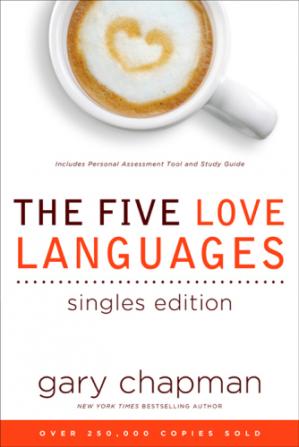 Includes Personal Assessment Tool and Study Guide
THE FIVE LOVE
LANGUAGES
singles edition
gary chapman
NEW YORK TIMES BESTSELLING AUTHOR
OVER 250,000 COPIES SOLD